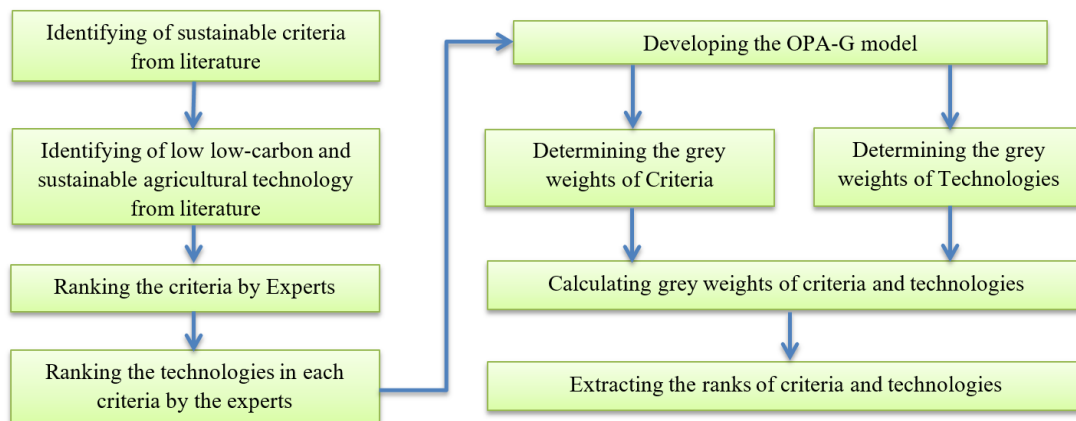 Identifying of sustainable criteria
from literature
Identifying of low low-carbon and
sustainable agricultural technology
from literature
Ranking the criteria by Experts
Ranking the technologies in each
criteria by the experts
Developing the OPA-G model
Determining the grey
weights of Criteria
Determining the grey
weights of Technologies
Calculating grey weights of criteria and technologies
Extracting the ranks of criteria and technologies